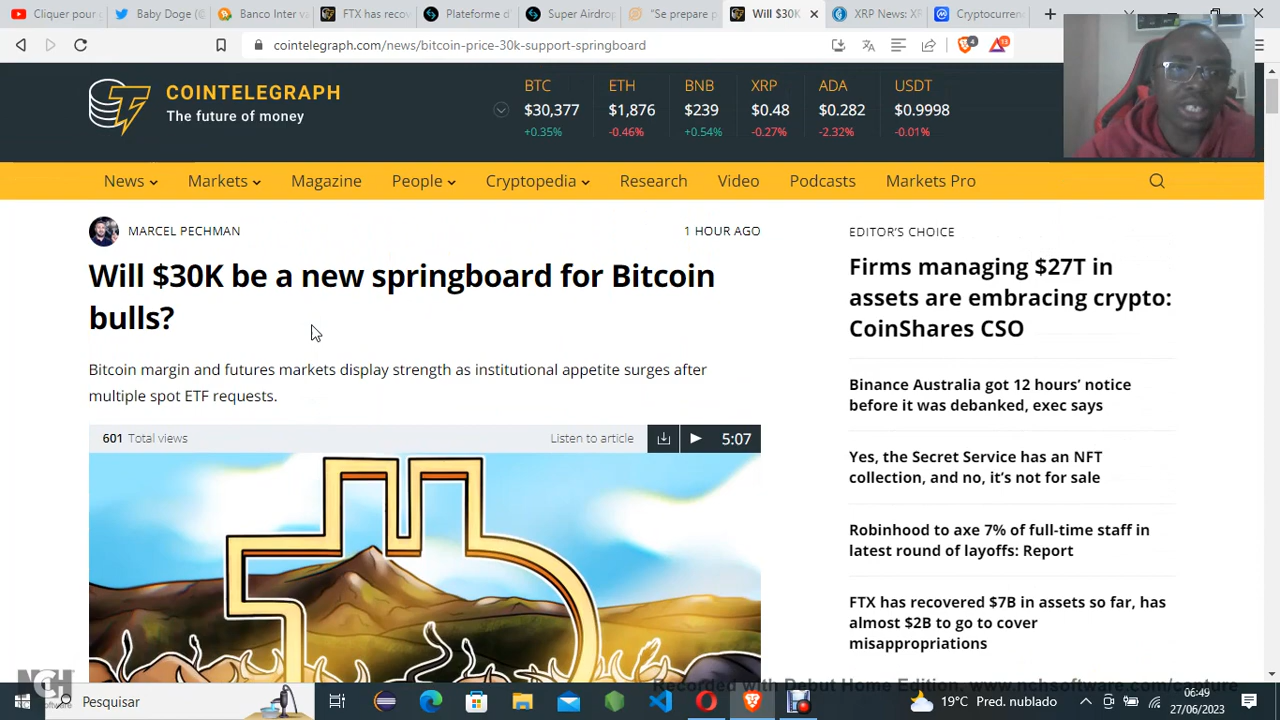 Cliquer pour
Baby Doge (
Banco Inter v
FTX has reco
Plateforme d
Super Airdro
"Se prepare p
Will $30K
XRP News: XR
Cryptocurren
cointelegraph.com/news/bitcoin-price-30k-support-springboard
4
13
COINTELEGRAPH
The future of money
BTC
$30,377
+0.35%
ETH
$1,876
-0.46%
BNB
$239
+0.54%
XRP
$0.48
-0.27%
ADA
$0.282
-2.32%
USDT
$0.9998
-0.01%
News
Markets
Magazine
People
Cryptopedia
Research
Video
Podcasts
Markets Pro
MARCEL PECHMAN
1 HOUR AGO
Will $30K be a new springboard for Bitcoin
bulls?
Bitcoin margin and futures markets display strength as institutional appetite surges after
multiple spot ETF requests.
601 Total views
Listen to article
5:07
EDITOR'S CHOICE
Firms managing $27T in
assets are embracing crypto:
CoinShares CSO
Binance Australia got 12 hours' notice
before it was debanked, exec says
Yes, the Secret Service has an NFT
collection, and no, it's not for sale
Robinhood to axe 7% of full-time staff in
latest round of layoffs: Report
FTX has recovered $7B in assets so far, has
almost $2B to go to cover
misappropriations
Recorded with Debut Home Edition. www.nchsoftware.com/capture
NCH
Pesquisar
19°C Pred. nublado
06:49
27/06/2023